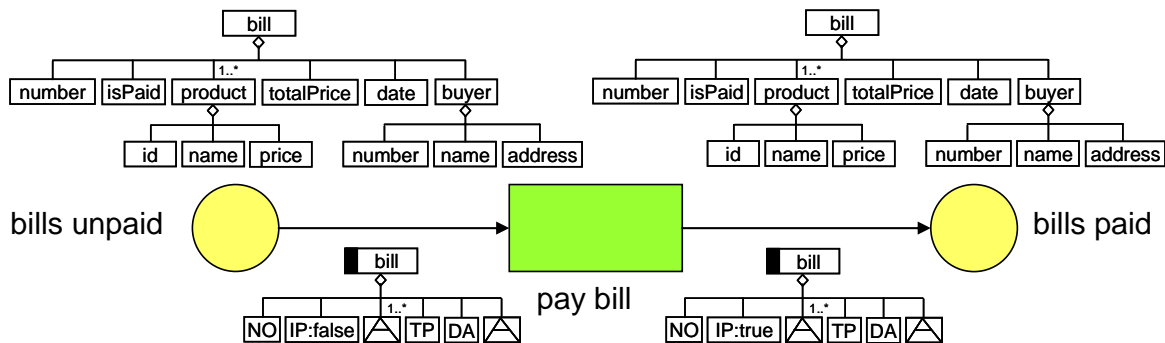 bill bill
1..* 1..*
number isPaid product totalPrice date buyer number isPaid product totalPrice date buyer
id name price number name address id name price number name address
bills unpaid bills paid
bill bill
pay bill
1..* 1..*
NO IP:false TP DA NO IP:true TP DA